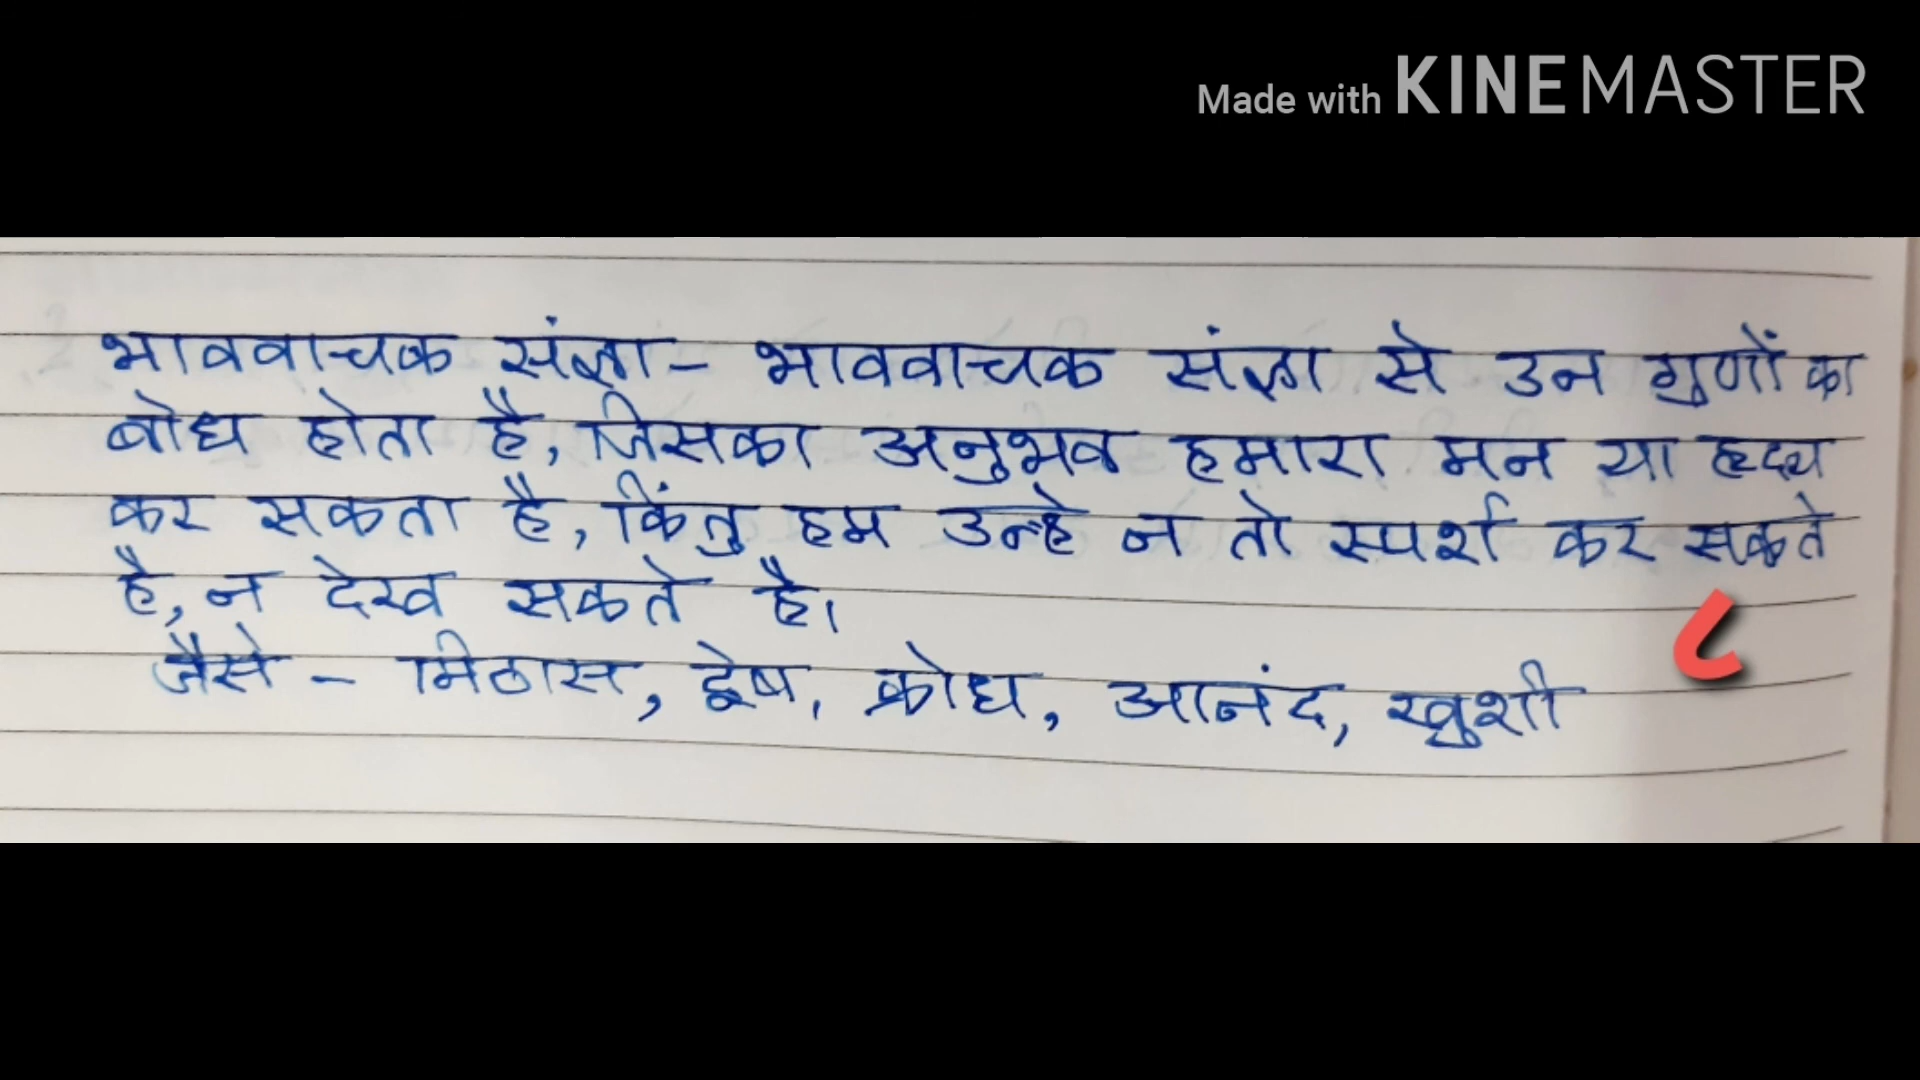 Made with KINEMASTER
भाववाचक संज्ञा - भाववाचक संज्ञा से उन गुणों का
बोध होता है, जिसका अनुभव हमारा मन या ह्रदय
कर सकता है, किंतु हम उन्हे न तो स्पर्श कर सकते
है, न देख सकते है।
जैसे - मिठास, द्वेष, क्रोध, आनंद, खुशी